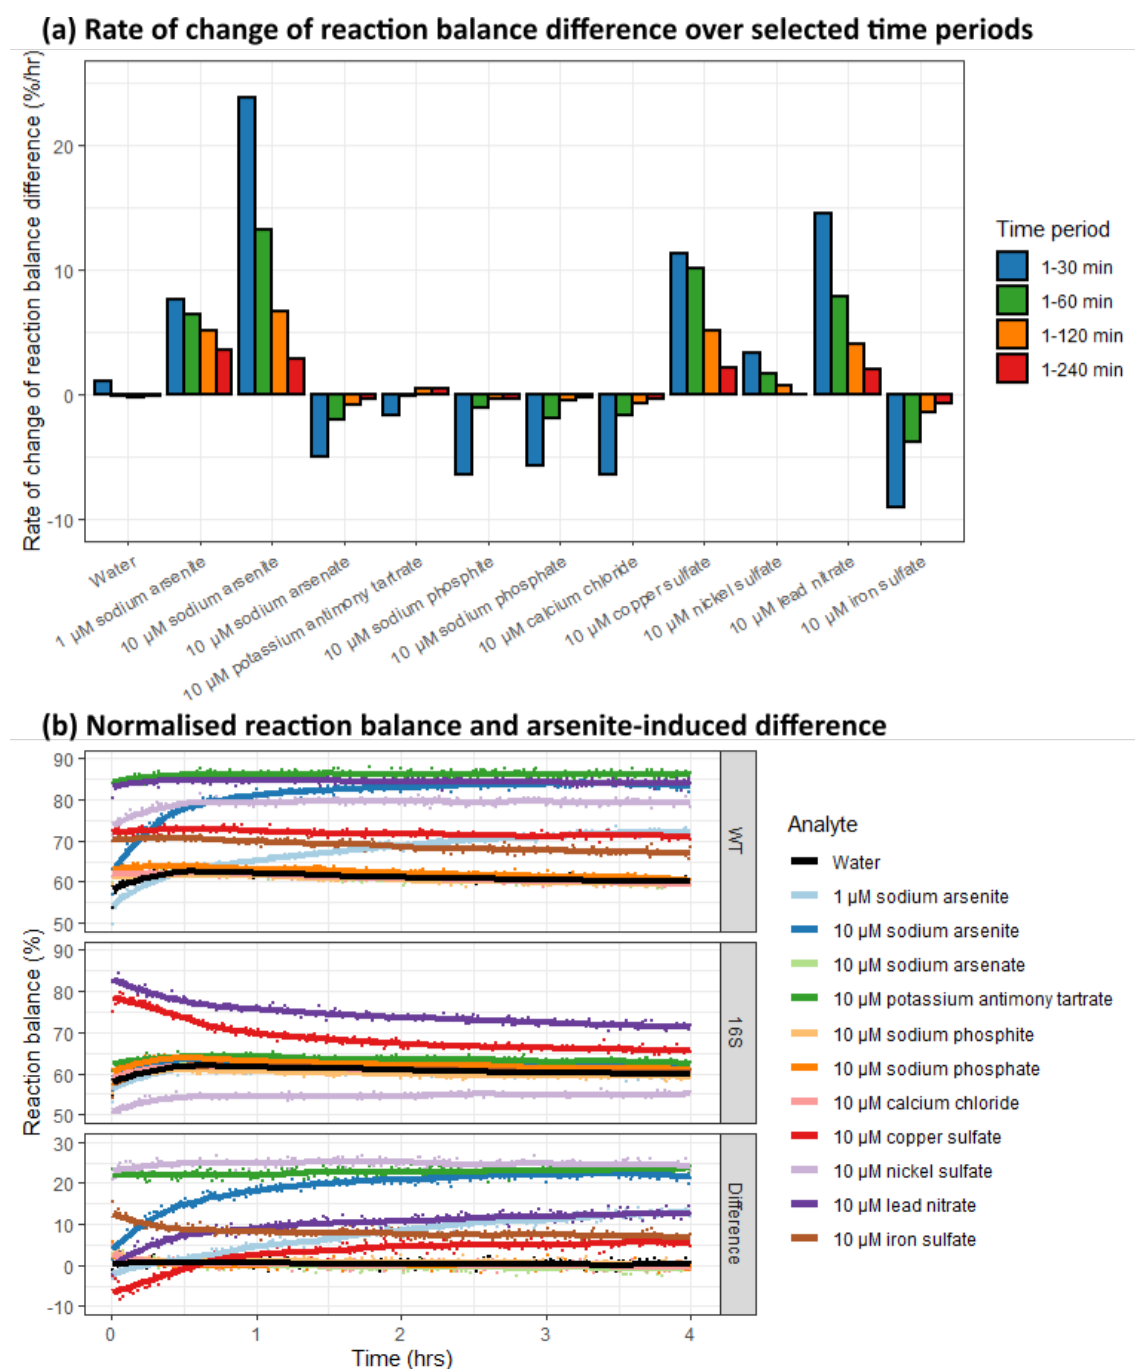 (a) Rate of change of reaction balance difference over selected time periods
Rate of change of reaction balance difference (%/hr)
20
10
0
-10
Water
1 µM sodium arsenite
10 µM sodium arsenite
10 µM sodium arsenate
10 µM potassium antimony tartrate
10 µM sodium phosphite
10 µM sodium phosphate
10 µM calcium chloride
10 µM copper sulfate
10 µM nickel sulfate
10 µM lead nitrate
10 µM iron sulfate
Time period
1-30 min
1-60 min
1-120 min
1-240 min
(b) Normalised reaction balance and arsenite-induced difference
Reaction balance (%)
90
80
70
60
50
WT
90
80
70
60
50
16S
30
20
10
0
-10
Difference
0
1
2
3
4
Time (hrs)
Analyte
Water
1 µM sodium arsenite
10 µM sodium arsenite
10 µM sodium arsenate
10 µM potassium antimony tartrate
10 µM sodium phosphite
10 µM sodium phosphate
10 µM calcium chloride
10 µM copper sulfate
10 µM nickel sulfate
10 µM lead nitrate
10 µM iron sulfate